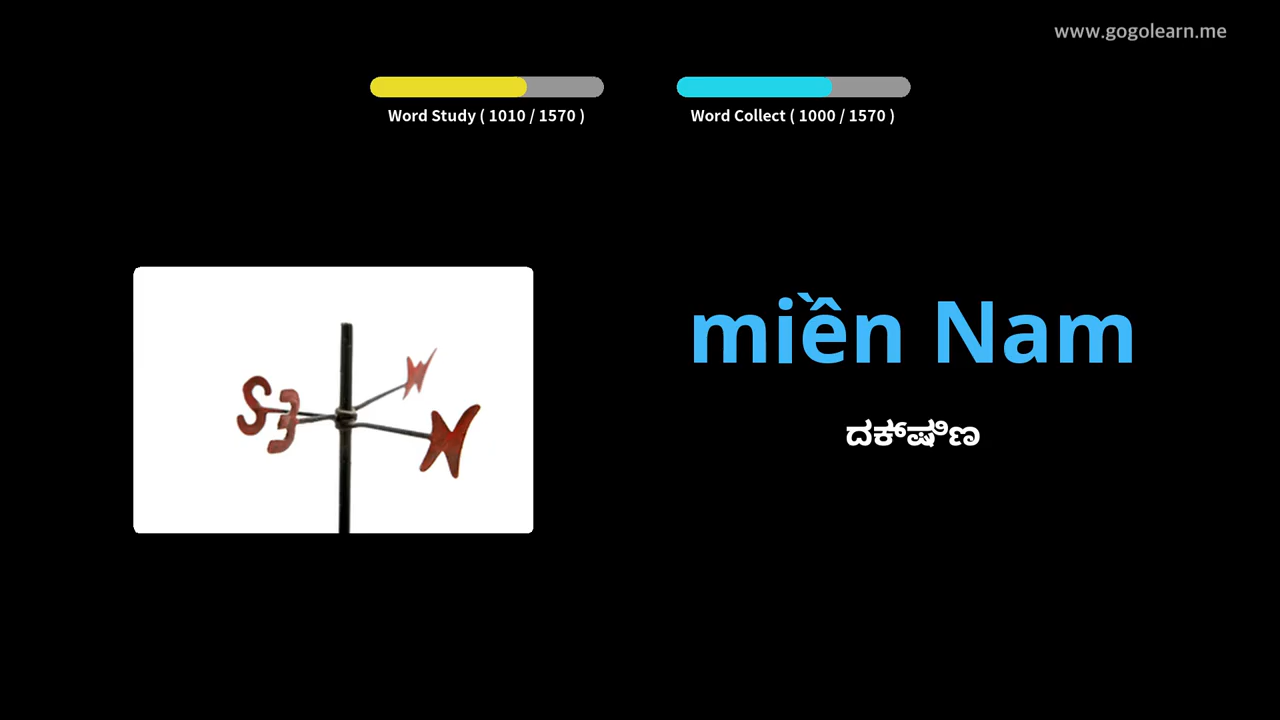 www.gogolearn.me
Word Study ( 1010 / 1570 )
Word Collect ( 1000 / 1570 )
S E N N
miền Nam
ದಕ್ಷಿಣ